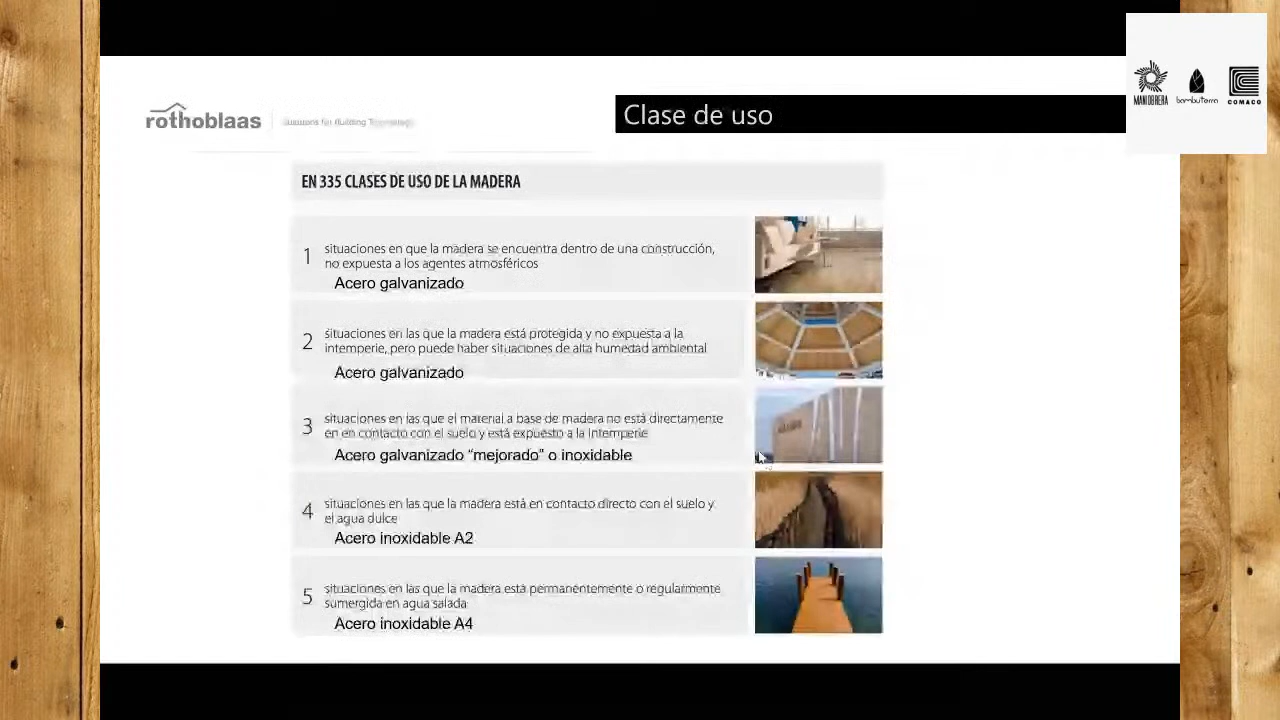 MANIOBRERA
bambuterra
COMACO
rothoblaas
Solutions for Building Technology
Clase de uso
EN 335 CLASES DE USO DE LA MADERA
1
situaciones en que la madera se encuentra dentro de una construcción,
no expuesta a los agentes atmosféricos
Acero galvanizado
2
situaciones en las que la madera está protegida y no expuesta a la
intemperie, pero puede haber situaciones de alta humedad ambiental
Acero galvanizado
3
situaciones en las que el material a base de madera no está directamente
en en contacto con el suelo y está expuesto a la intemperie
Acero galvanizado “mejorado” o inoxidable
4
situaciones en las que la madera está en contacto directo con el suelo y
el agua dulce
Acero inoxidable A2
5
situaciones en las que la madera está permanentemente o regularmente
sumergida en agua salada
Acero inoxidable A4